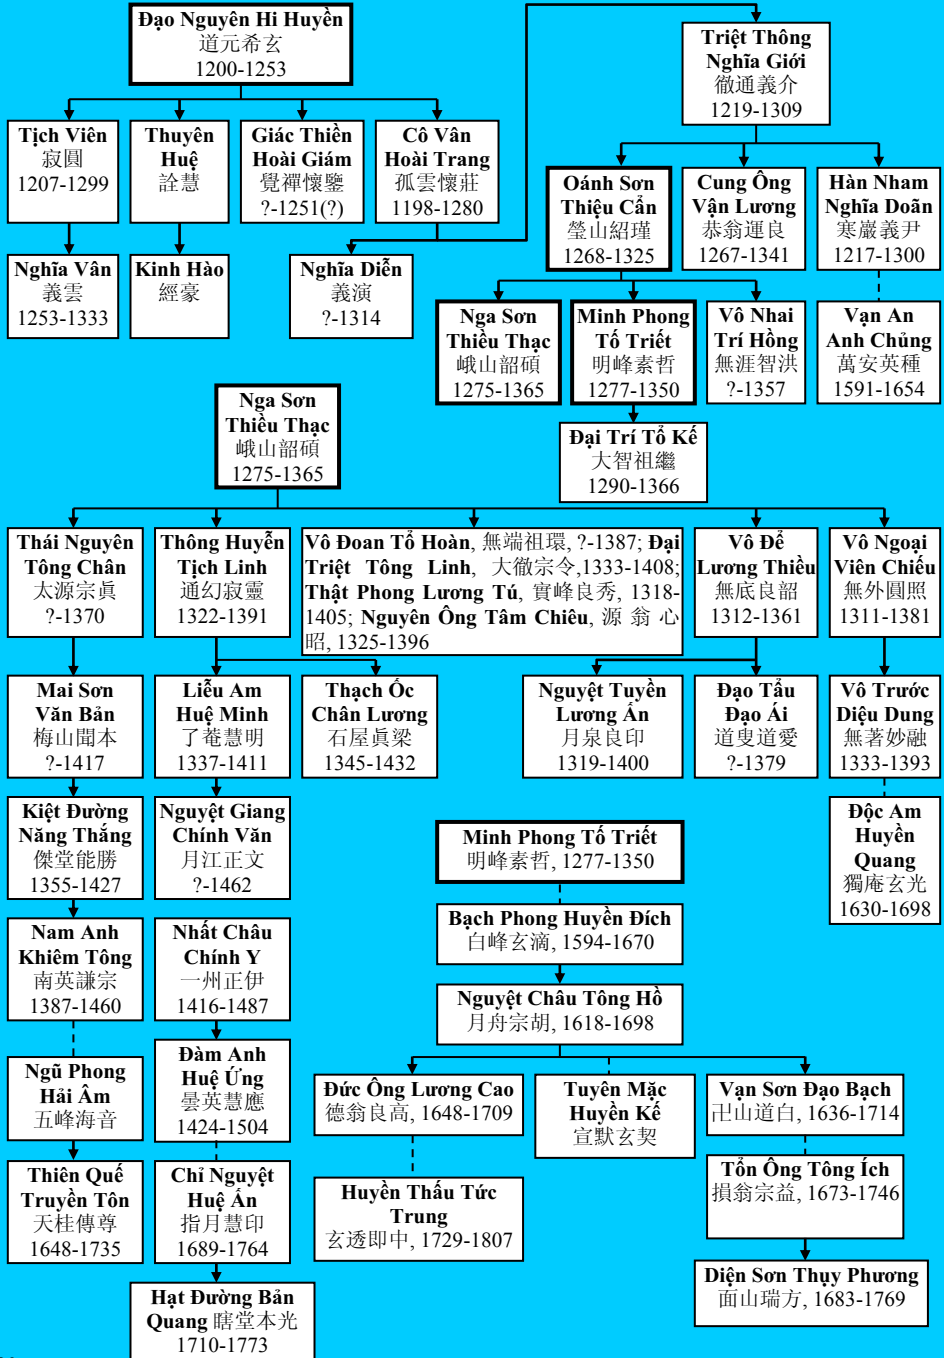 Đạo Nguyên Hi Huyền
道元希玄
1200-1253
Triệt Thông
Nghĩa Giới
徹通義介
1219-1309
Tịch Viên
寂圓
1207-1299
Thuyên
Huệ
詮慧
Giác Thiền
Hoài Giám
覺禪懷鑒
?-1251(?)
Cô Vân
Hoài Trang
孤雲懷莊
1198-1280
Oánh Sơn
Thiệu Cẩn
瑩山紹瑾
1268-1325
Cung Ông
Vận Lương
恭翁運良
1267-1341
Hàn Nham
Nghĩa Doãn
寒巖義尹
1217-1300
Nghĩa Vân
義雲
1253-1333
Kinh Hào
經豪
Nghĩa Diễn
義演
?-1314
Nga Sơn
Thiều Thạc
峨山韶碩
1275-1365
Minh Phong
Tố Triết
明峰素哲
1277-1350
Vô Nhai
Trí Hồng
無涯智洪
?-1357
Vạn An
Anh Chủng
萬安英種
1591-1654
Nga Sơn
Thiều Thạc
峨山韶碩
1275-1365
Đại Trí Tổ Kế
大智祖繼
1290-1366
Thái Nguyên
Tông Chân
太源宗眞
?-1370
Thông Huyễn
Tịch Linh
通幻寂靈
1322-1391
Vô Đoan Tổ Hoàn, 無端祖環, ?-1387; Đại
Triệt Tông Linh, 大徹宗令,1333-1408;
Thật Phong Lương Tú, 實峰良秀, 1318-
1405; Nguyên Ông Tâm Chiêu, 源翁心
昭, 1325-1396
Vô Để
Lương Thiều
無底良韶
1312-1361
Vô Ngoại
Viên Chiếu
無外圓照
1311-1381
Mai Sơn
Văn Bản
梅山聞本
?-1417
Liễu Am
Huệ Minh
了菴慧明
1337-1411
Thạch Ốc
Chân Lương
石屋眞梁
1345-1432
Nguyệt Tuyền
Lương Ấn
月泉良印
1319-1400
Đạo Tẩu
Đạo Ái
道叟道愛
?-1379
Vô Trước
Diệu Dung
無著妙融
1333-1393
Kiệt Đường
Năng Thắng
傑堂能勝
1355-1427
Nguyệt Giang
Chính Văn
月江正文
?-1462
Minh Phong Tố Triết
明峰素哲, 1277-1350
Độc Am
Huyền
Quang
獨庵玄光
1630-1698
Nam Anh
Khiêm Tông
南英謙宗
1387-1460
Nhất Châu
Chính Y
一州正伊
1416-1487
Bạch Phong Huyền Đích
白峰玄滴, 1594-1670
Nguyệt Châu Tông Hồ
月舟宗胡, 1618-1698
Ngũ Phong
Hải Âm
五峰海音
Đàm Anh
Huệ Ứng
曇英慧應
1424-1504
Đức Ông Lương Cao
德翁良高, 1648-1709
Tuyên Mặc
Huyền Kế
宣默玄契
Vạn Sơn Đạo Bạch
卍山道白, 1636-1714
Thiên Quế
Truyền Tôn
天桂傳尊
1648-1735
Chỉ Nguyệt
Huệ Ấn
指月慧印
1689-1764
Huyền Thấu Tức
Trung
玄透即中, 1729-1807
Tổn Ông Tông Ích
損翁宗益, 1673-1746
Diện Sơn Thụy Phương
面山瑞方, 1683-1769
Hạt Đường Bản
Quang 瞎堂本光
1710-1773